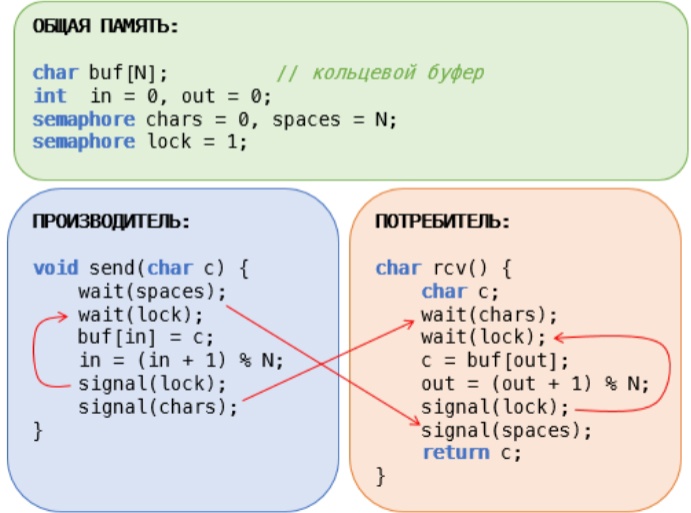 ОБЩАЯ ПАМЯТЬ:
char buf[N];          // кольцевой буфер
int  in = 0, out = 0;
semaphore chars = 0, spaces = N;
semaphore lock = 1;
ПРОИЗВОДИТЕЛЬ:
void send(char c) {
    wait(spaces);
    wait(lock);
    buf[in] = c;
    in = (in + 1) % N;
    signal(lock);
    signal(chars);
}
ПОТРЕБИТЕЛЬ:
char rcv() {
    char c;
    wait(chars);
    wait(lock);
    c = buf[out];
    out = (out + 1) % N;
    signal(lock);
    signal(spaces);
    return c;
}